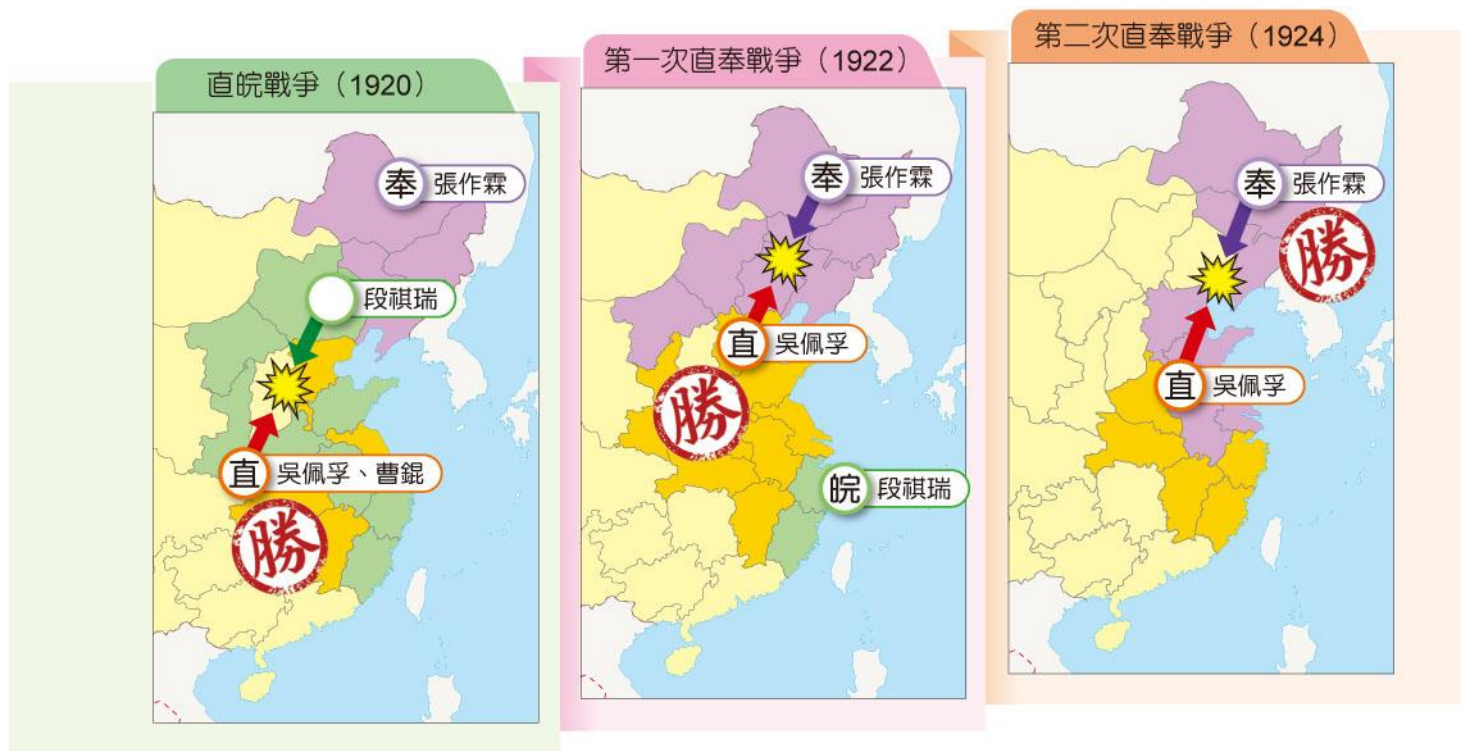 直皖戰爭（1920）
奉 張作霖
段祺瑞
直 吳佩孚、曹錕
勝
第一次直奉戰爭（1922）
奉 張作霖
直 吳佩孚
勝
皖 段祺瑞
第二次直奉戰爭（1924）
奉 張作霖
勝
直 吳佩孚